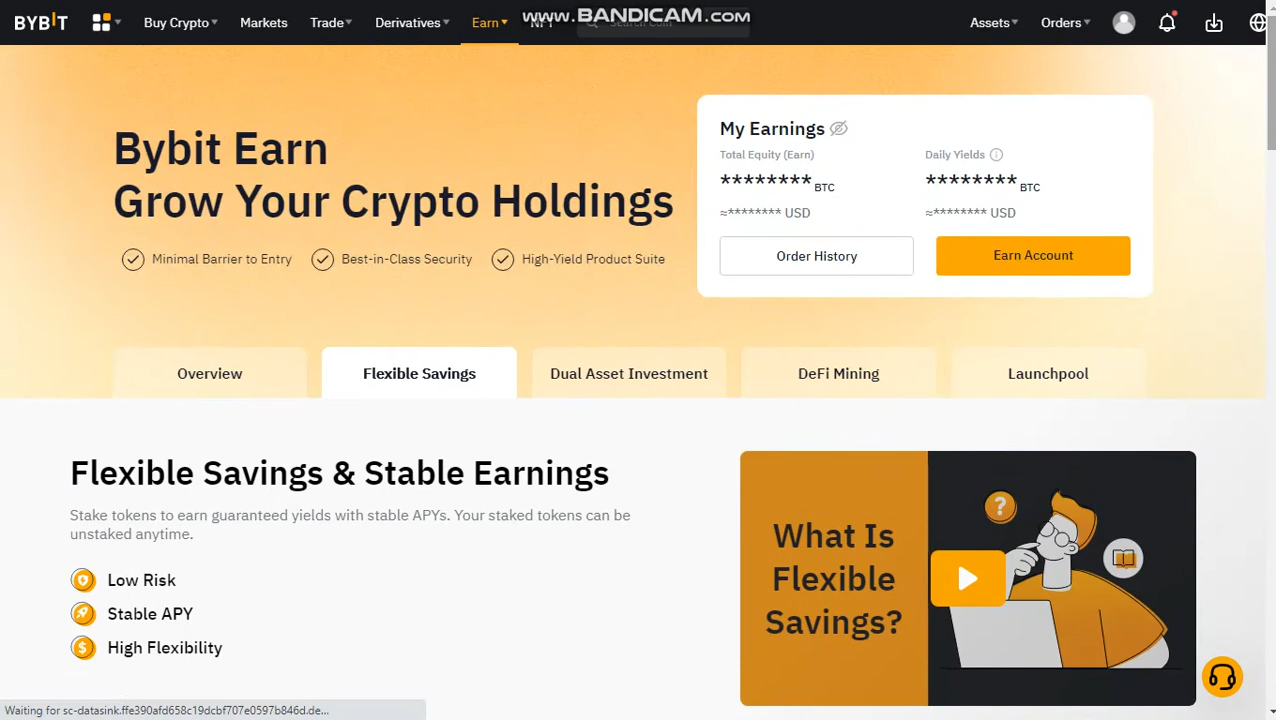 BYBIT Buy Crypto Markets Trade Derivatives Earn NFT Search Coin Assets Orders
www.BANDICAM.com
Bybit Earn
Grow Your Crypto Holdings
Minimal Barrier to Entry Best-in-Class Security High-Yield Product Suite
My Earnings
Total Equity (Earn) Daily Yields
******** BTC ******** BTC
≈******** USD ≈******** USD
Order History Earn Account
Overview Flexible Savings Dual Asset Investment DeFi Mining Launchpool
Flexible Savings & Stable Earnings
Stake tokens to earn guaranteed yields with stable APYs. Your staked tokens can be
unstaked anytime.
Low Risk
Stable APY
High Flexibility
What Is
Flexible
Savings?
?
Waiting for sc-datasink.ffe390afd658c19dcbf707e0597b846d.de...